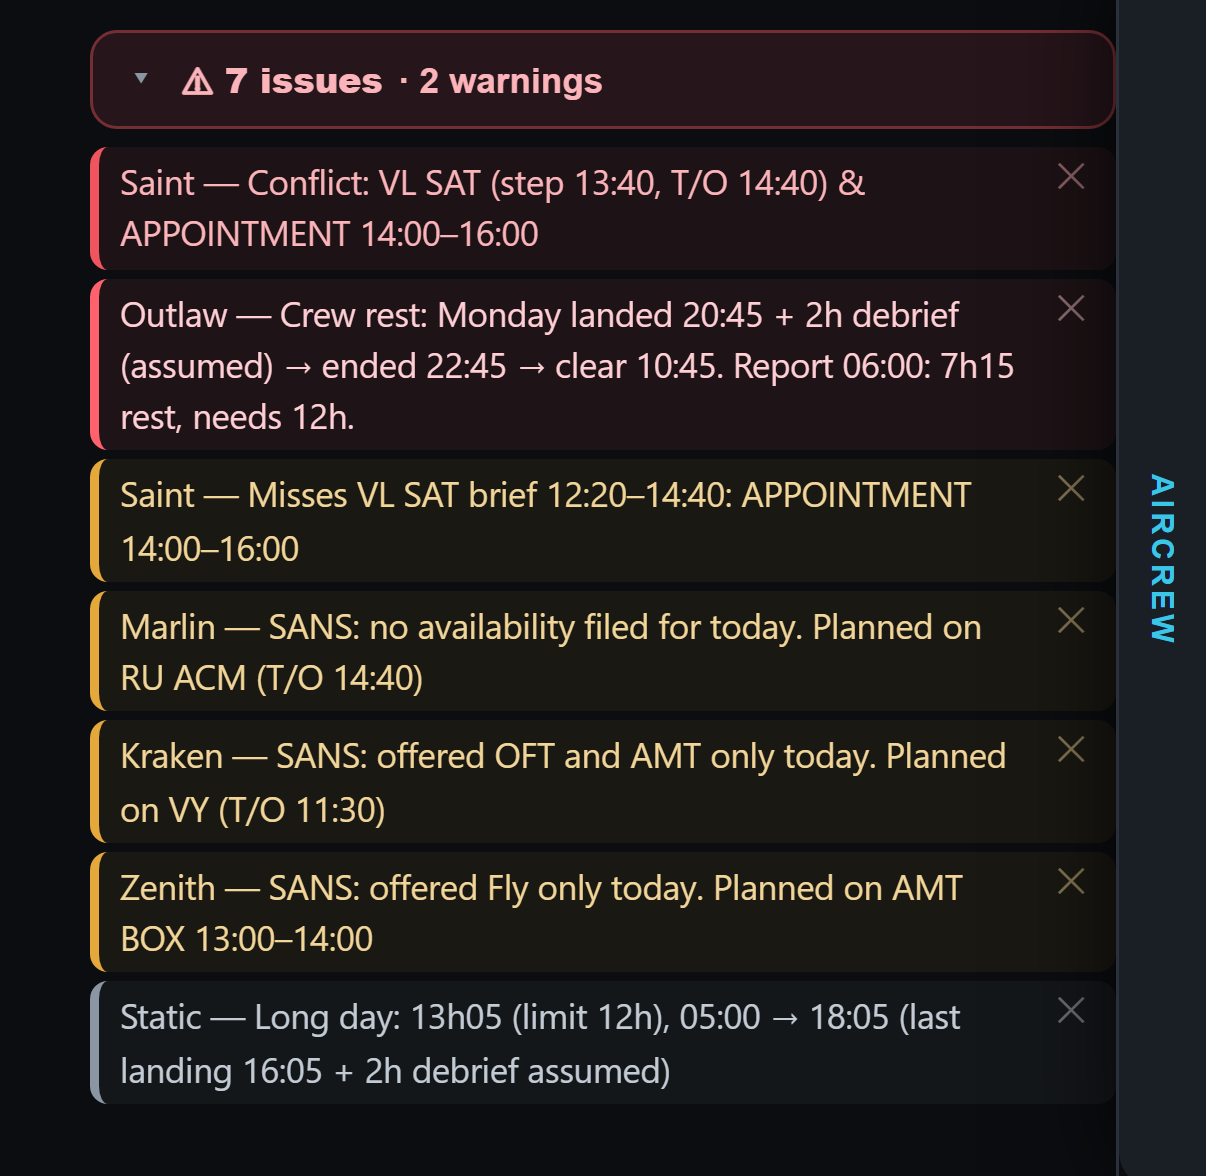 ▼ ⚠ 7 issues · 2 warnings
Saint — Conflict: VL SAT (step 13:40, T/O 14:40) &
APPOINTMENT 14:00–16:00
Outlaw — Crew rest: Monday landed 20:45 + 2h debrief
(assumed) → ended 22:45 → clear 10:45. Report 06:00: 7h15
rest, needs 12h.
Saint — Misses VL SAT brief 12:20–14:40: APPOINTMENT
14:00–16:00
Marlin — SANS: no availability filed for today. Planned on
RU ACM (T/O 14:40)
Kraken — SANS: offered OFT and AMT only today. Planned
on VY (T/O 11:30)
Zenith — SANS: offered Fly only today. Planned on AMT
BOX 13:00–14:00
Static — Long day: 13h05 (limit 12h), 05:00 → 18:05 (last
landing 16:05 + 2h debrief assumed)
AIRCREW